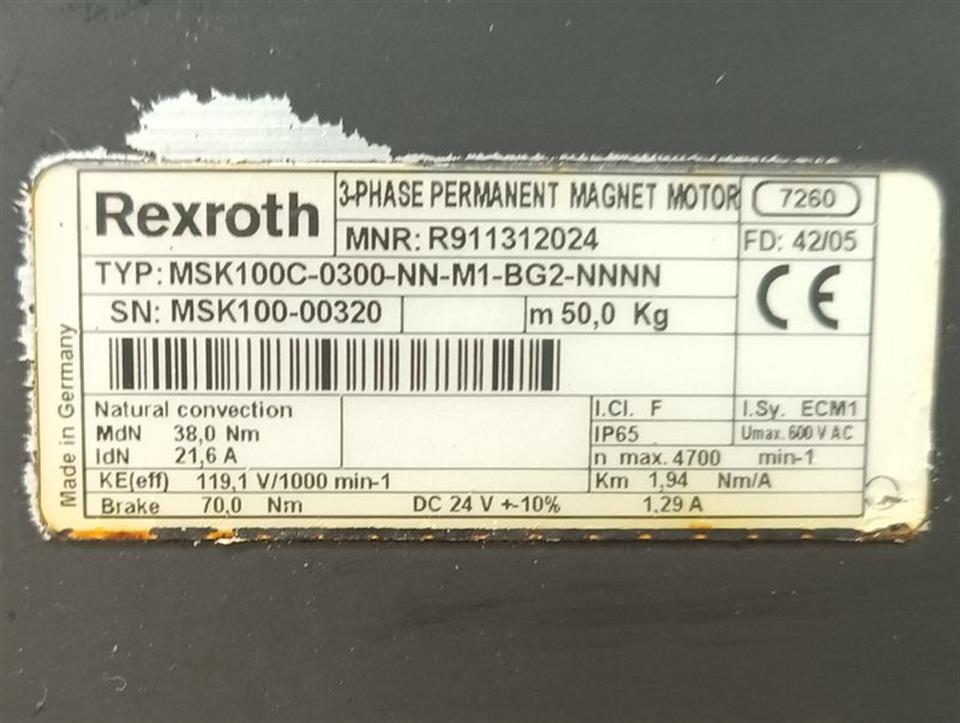 Rexroth
3-PHASE PERMANENT MAGNET MOTOR
7260
MNR: R911312024
FD: 42/05
TYP: MSK100C-0300-NN-M1-BG2-NNNN
CE
SN: MSK100-00320
m 50,0 Kg
Made in Germany
Natural convection
I.Cl. F
I.Sy. ECM1
MdN 38,0 Nm
IP65
Umax. 600 V AC
IdN 21,6 A
n max. 4700 min-1
KE(eff) 119,1 V/1000 min-1
Km 1,94 Nm/A
Brake 70,0 Nm DC 24 V +-10% 1,29 A